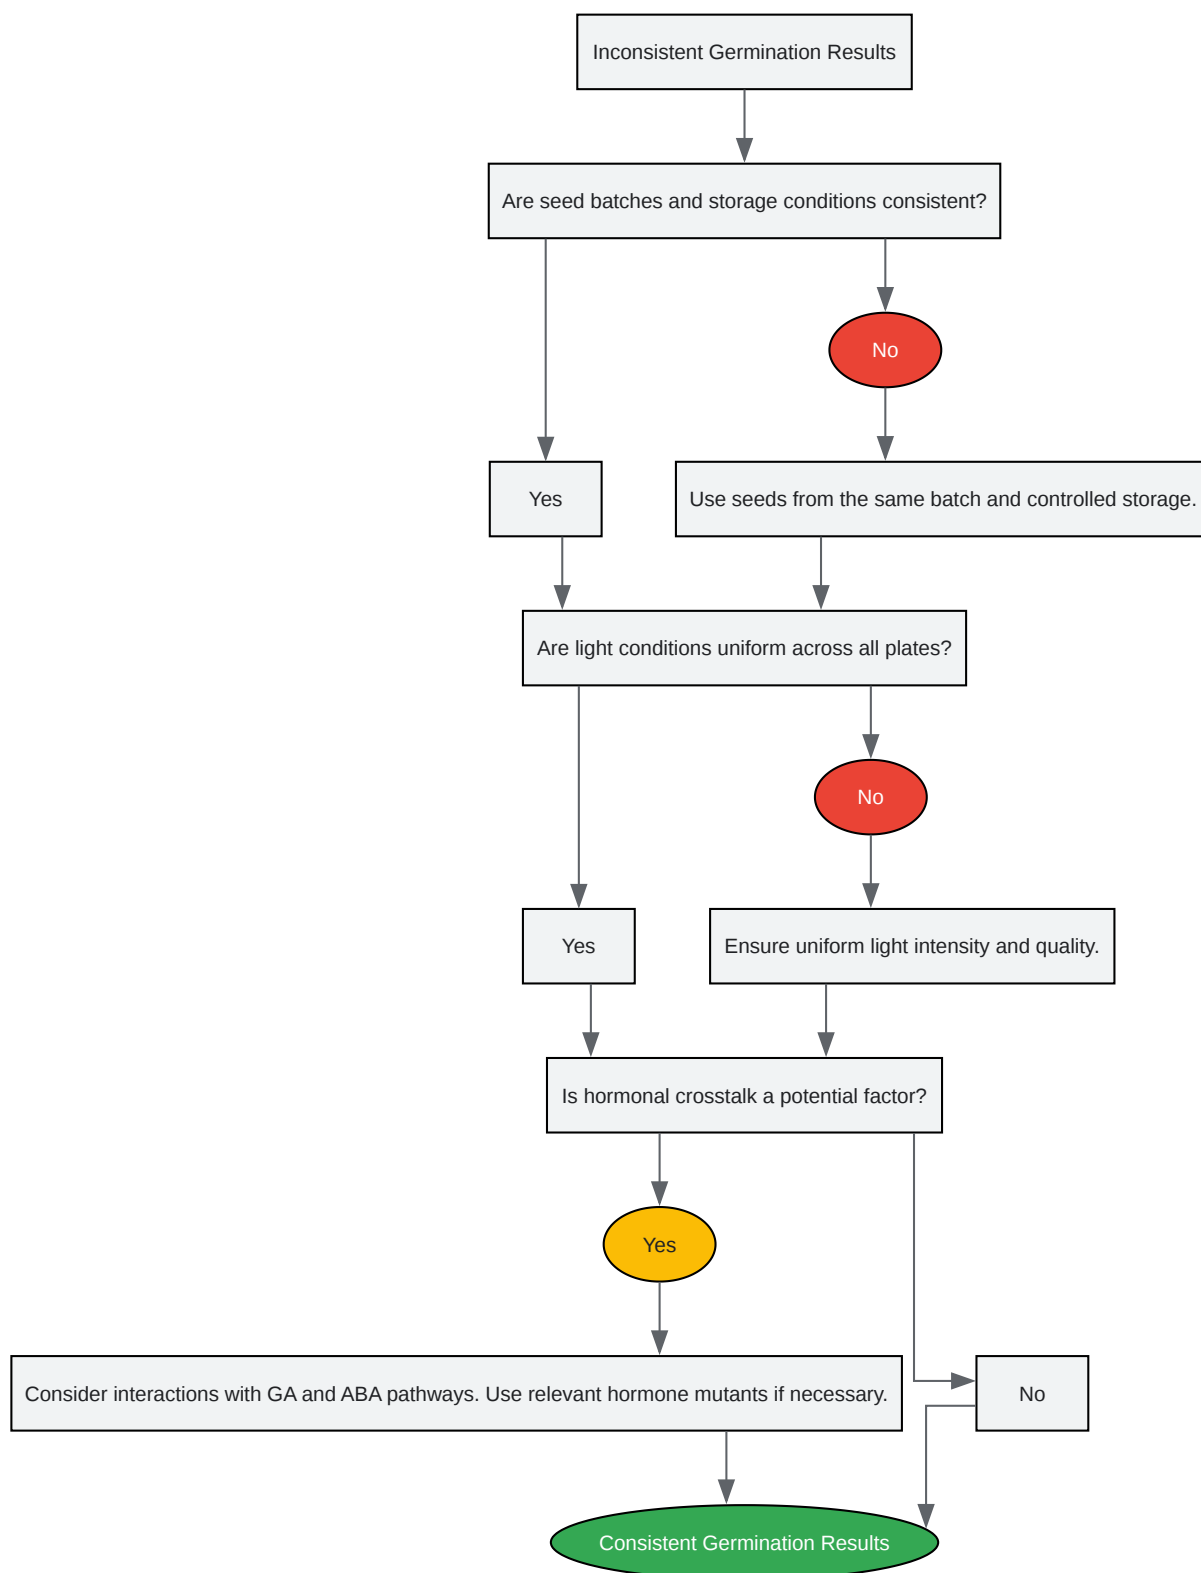 Inconsistent Germination Results
Are seed batches and storage conditions consistent?
No
Yes
Use seeds from the same batch and controlled storage.
Are light conditions uniform across all plates?
No
Yes
Ensure uniform light intensity and quality.
Is hormonal crosstalk a potential factor?
Yes
Consider interactions with GA and ABA pathways. Use relevant hormone mutants if necessary.
No
Consistent Germination Results